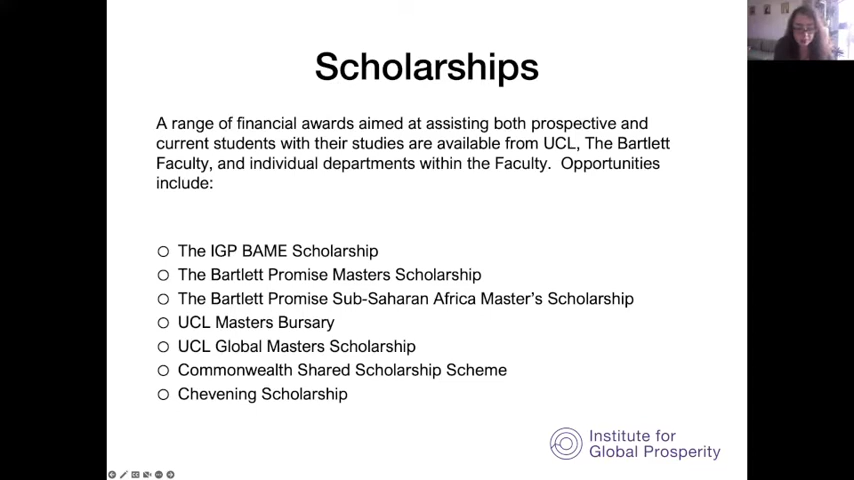 Scholarships
A range of financial awards aimed at assisting both prospective and
current students with their studies are available from UCL, The Bartlett
Faculty, and individual departments within the Faculty. Opportunities
include:
The IGP BAME Scholarship
The Bartlett Promise Masters Scholarship
The Bartlett Promise Sub-Saharan Africa Master’s Scholarship
UCL Masters Bursary
UCL Global Masters Scholarship
Commonwealth Shared Scholarship Scheme
Chevening Scholarship
Institute for
Global Prosperity